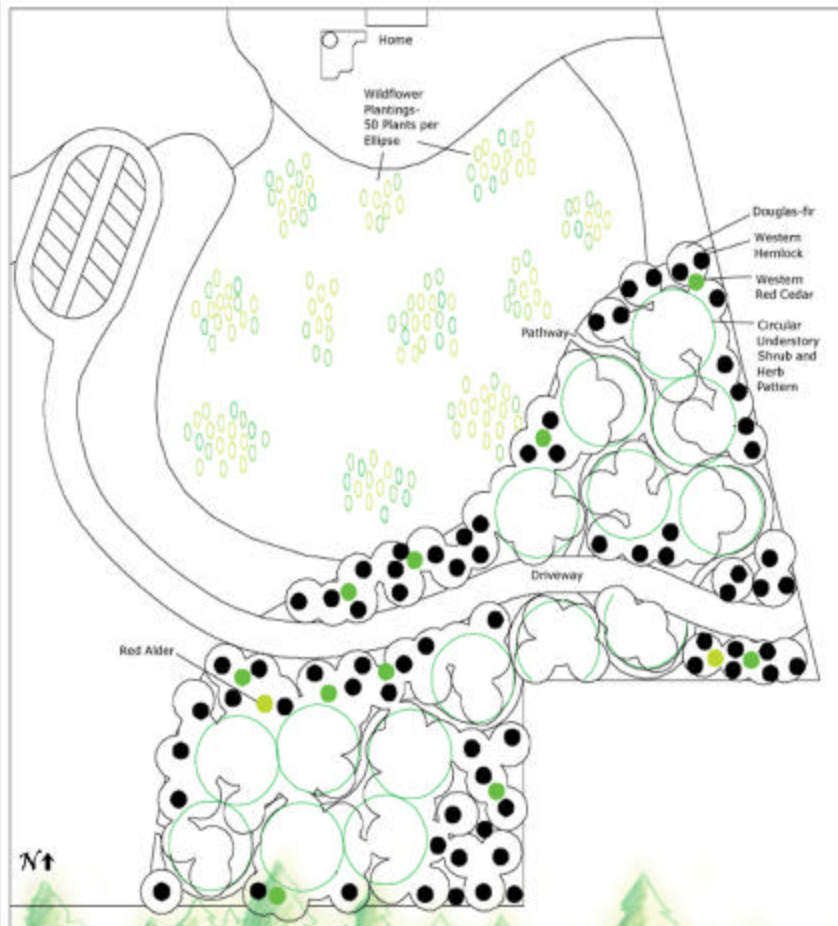 Home
Wildflower
Plantings-
50 Plants per
Ellipse
Douglas-fir
Western
Hemlock
Western
Red Cedar
Pathway
Circular
Understory
Shrub and
Herb
Pattern
Driveway
Red Alder
N